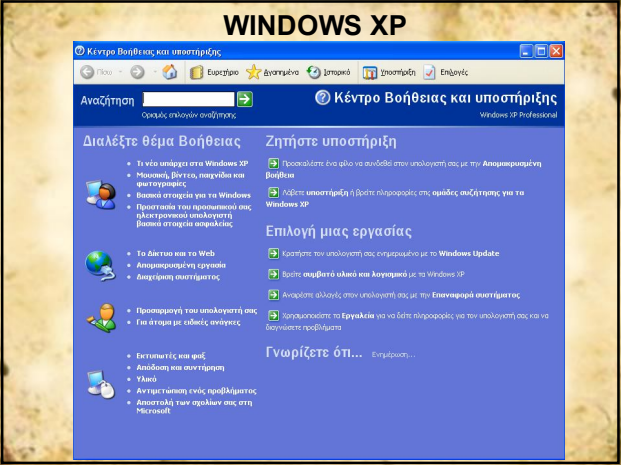 WINDOWS XP
Κέντρο Βοήθειας και υποστήριξης
Πίσω
Ευρετήριο
Αγαπημένα
Ιστορικό
Υποστήριξη
Επιλογές
Αναζήτηση
Ορισμός επιλογών αναζήτησης
Κέντρο Βοήθειας και υποστήριξης
Windows XP Professional
Διαλέξτε θέμα Βοήθειας
Τι νέο υπάρχει στα Windows XP
Μουσική, βίντεο, παιχνίδια και
φωτογραφίες
Βασικά στοιχεία για τα Windows
Προστασία του προσωπικού σας
ηλεκτρονικού υπολογιστή
βασικά στοιχεία ασφαλείας
Το Δίκτυο και το Web
Απομακρυσμένη εργασία
Διαχείριση συστήματος
Προσαρμογή του υπολογιστή σας
Για άτομα με ειδικές ανάγκες
Εκτυπωτές και φαξ
Απόδοση και συντήρηση
Υλικό
Αντιμετώπιση ενός προβλήματος
Αποστολή των σχολίων σας στη
Microsoft
Ζητήστε υποστήριξη
Προσκαλέστε ένα φίλο να συνδεθεί στον υπολογιστή σας με την Απομακρυσμένη
βοήθεια
Λάβετε υποστήριξη ή βρείτε πληροφορίες στις ομάδες συζήτησης για τα
Windows XP
Επιλογή μιας εργασίας
Κρατήστε τον υπολογιστή σας ενημερωμένο με το Windows Update
Βρείτε συμβατό υλικό και λογισμικό με τα Windows XP
Αναιρέστε αλλαγές στον υπολογιστή σας με την Επαναφορά συστήματος
Χρησιμοποιείστε τα Εργαλεία για να δείτε πληροφορίες για τον υπολογιστή σας και να
διαγνώσετε προβλήματα
Γνωρίζετε ότι... Ενημέρωση...